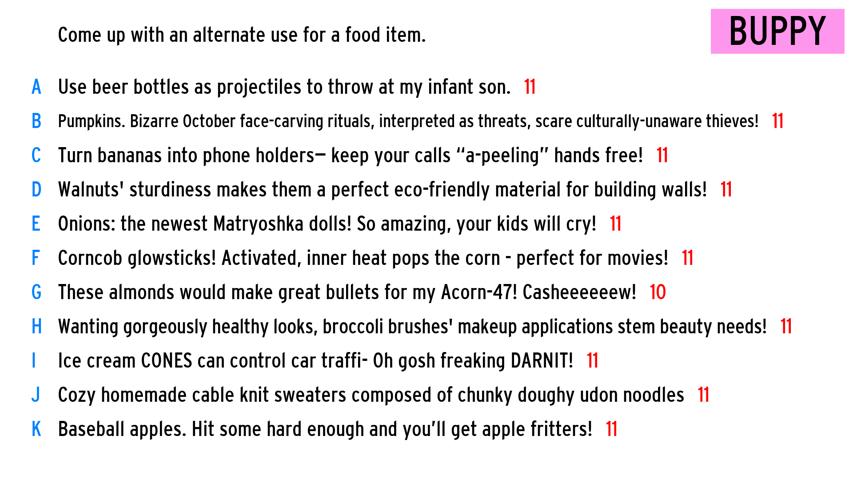 BUPPY
Come up with an alternate use for a food item.
A Use beer bottles as projectiles to throw at my infant son. 11
B Pumpkins. Bizarre October face-carving rituals, interpreted as threats, scare culturally-unaware thieves! 11
C Turn bananas into phone holders— keep your calls “a-peeling” hands free! 11
D Walnuts' sturdiness makes them a perfect eco-friendly material for building walls! 11
E Onions: the newest Matryoshka dolls! So amazing, your kids will cry! 11
F Corncob glowsticks! Activated, inner heat pops the corn - perfect for movies! 11
G These almonds would make great bullets for my Acorn-47! Casheeeeeew! 10
H Wanting gorgeously healthy looks, broccoli brushes' makeup applications stem beauty needs! 11
I Ice cream CONES can control car traffi- Oh gosh freaking DARNIT! 11
J Cozy homemade cable knit sweaters composed of chunky doughy udon noodles 11
K Baseball apples. Hit some hard enough and you’ll get apple fritters! 11